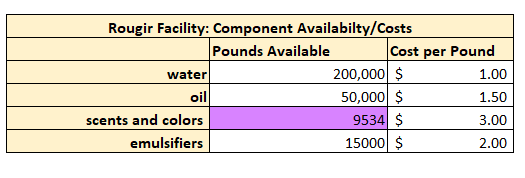 Rougir Facility: Component Availabilty/Costs
Pounds Available Cost per Pound
water 200,000 $ 1.00
oil 50,000 $ 1.50
scents and colors 9534 $ 3.00
emulsifiers 15000 $ 2.00